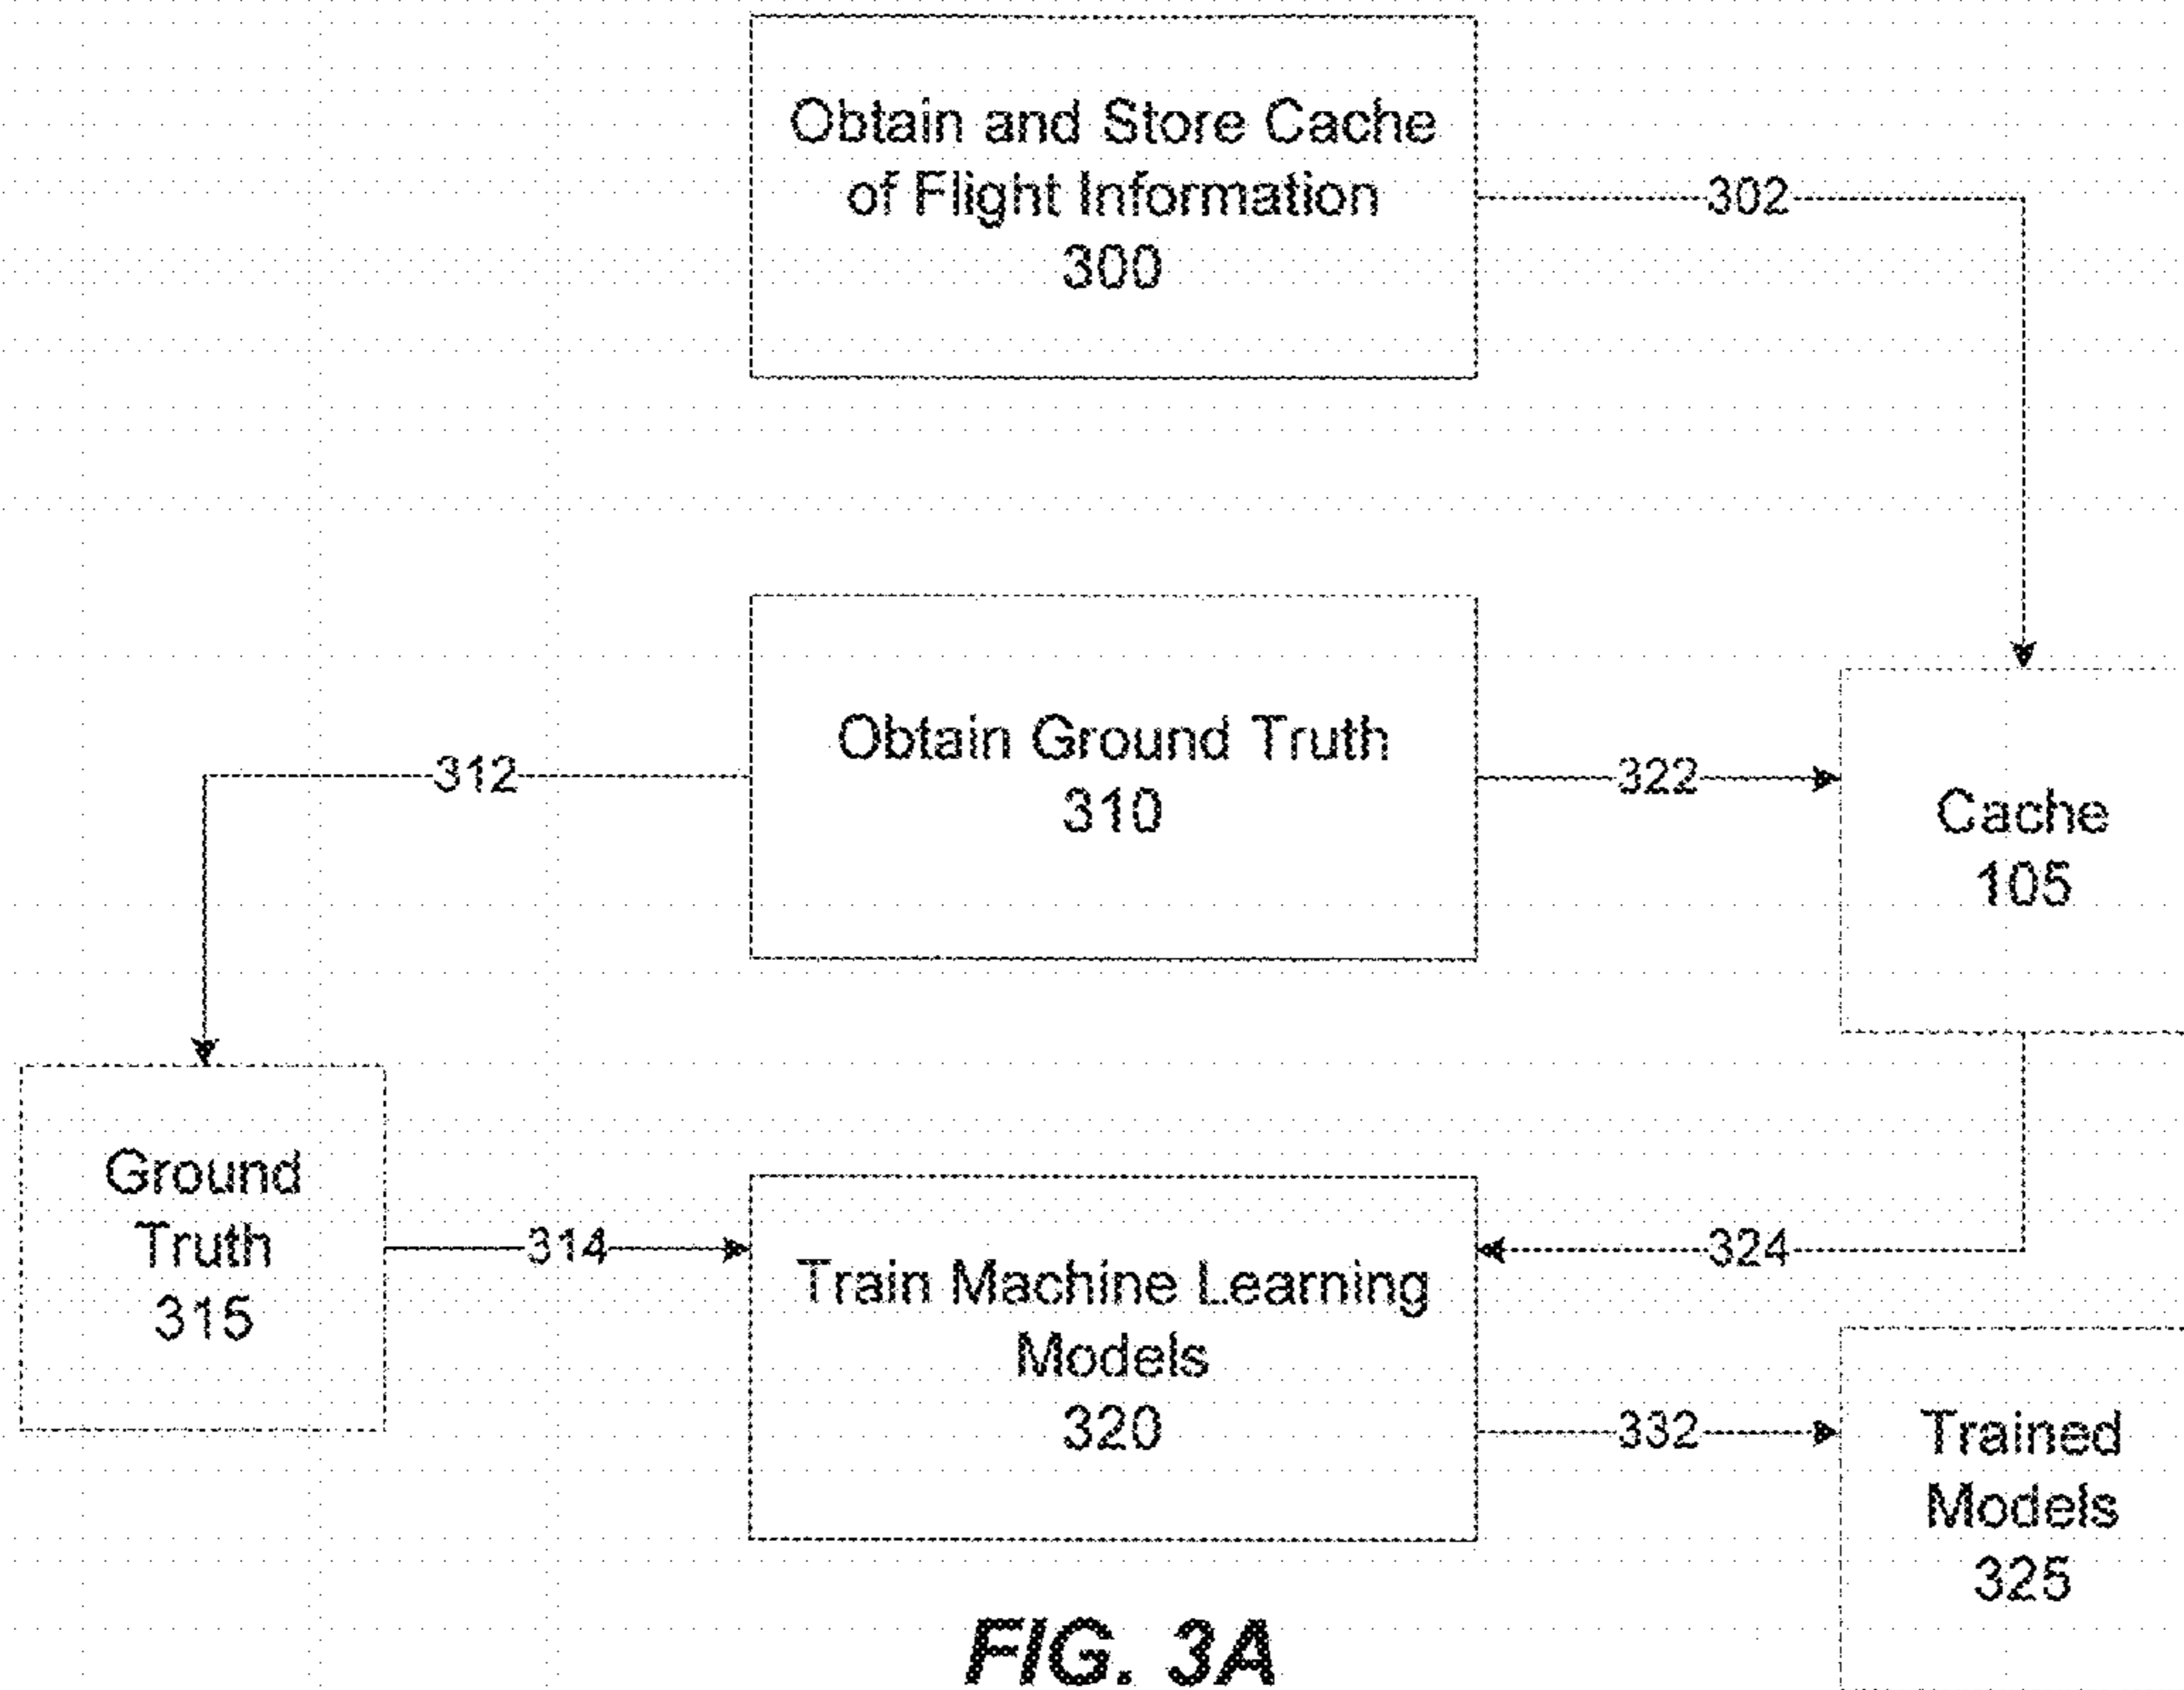 Obtain and Store Cache
of Flight Information
300
302
Obtain Ground Truth
310
312
322
Cache
105
Ground
Truth
315
314
Train Machine Learning
Models
320
324
332
Trained
Models
325
FIG. 3A